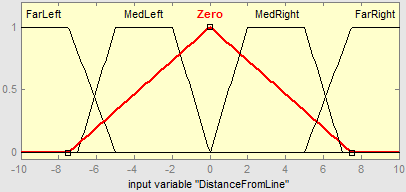 FarLeft MedLeft Zero MedRight FarRight
1
0.5
0
-10 -8 -6 -4 -2 0 2 4 6 8 10
input variable "DistanceFromLine"